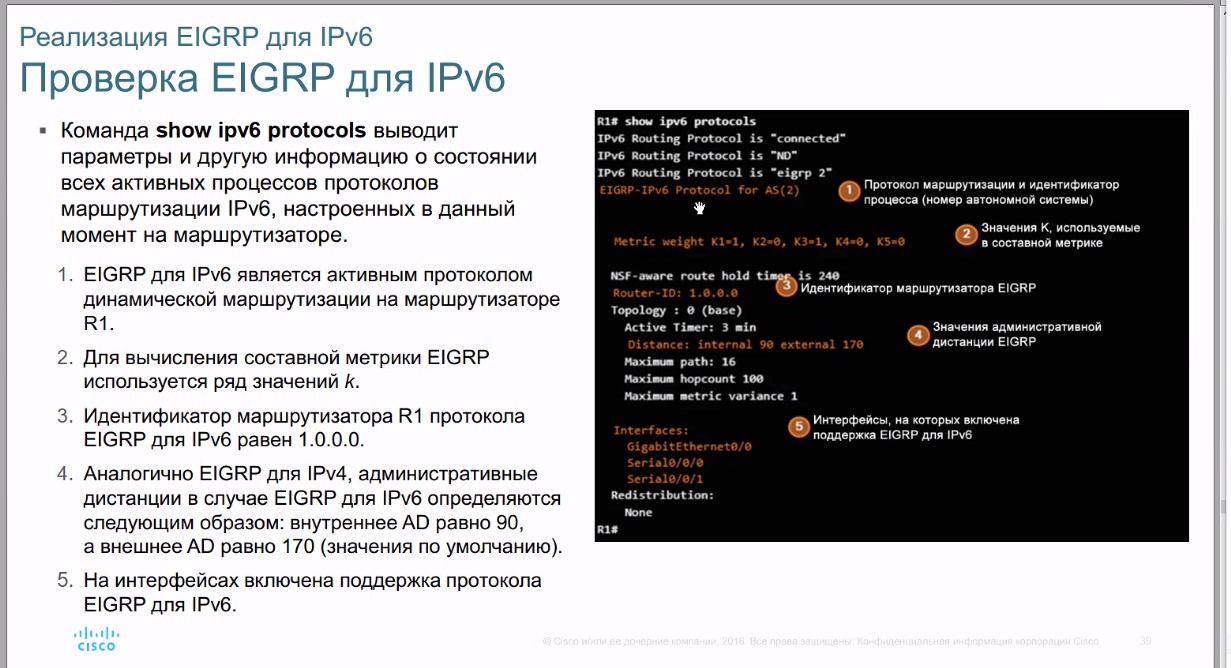 Реализация EIGRP для IPv6
Проверка EIGRP для IPv6
▪ Команда show ipv6 protocols выводит
параметры и другую информацию о состоянии
всех активных процессов протоколов
маршрутизации IPv6, настроенных в данный
момент на маршрутизаторе.
1. EIGRP для IPv6 является активным протоколом
динамической маршрутизации на маршрутизаторе
R1.
2. Для вычисления составной метрики EIGRP
используется ряд значений k.
3. Идентификатор маршрутизатора R1 протокола
EIGRP для IPv6 равен 1.0.0.0.
4. Аналогично EIGRP для IPv4, административные
дистанции в случае EIGRP для IPv6 определяются
следующим образом: внутреннее AD равно 90,
а внешнее AD равно 170 (значения по умолчанию).
5. На интерфейсах включена поддержка протокола
EIGRP для IPv6.
R1# show ipv6 protocols
IPv6 Routing Protocol is "connected"
IPv6 Routing Protocol is "ND"
IPv6 Routing Protocol is "eigrp 2"
EIGRP-IPv6 Protocol for AS(2)
1 Протокол маршрутизации и идентификатор
процесса (номер автономной системы)
Metric weight K1=1, K2=0, K3=1, K4=0, K5=0
2 Значения K, используемые
в составной метрике
NSF-aware route hold timer is 240
Router-ID: 1.0.0.0
3 Идентификатор маршрутизатора EIGRP
Topology : 0 (base)
Active Timer: 3 min
Distance: internal 90 external 170
4 Значения административной
дистанции EIGRP
Maximum path: 16
Maximum hopcount 100
Maximum metric variance 1
Interfaces:
5 Интерфейсы, на которых включена
поддержка EIGRP для IPv6
GigabitEthernet0/0
Serial0/0/0
Serial0/0/1
Redistribution:
None
R1#
CISCO
© Cisco и/или ее дочерние компании, 2016. Все права защищены. Конфиденциальная информация корпорации Cisco
39